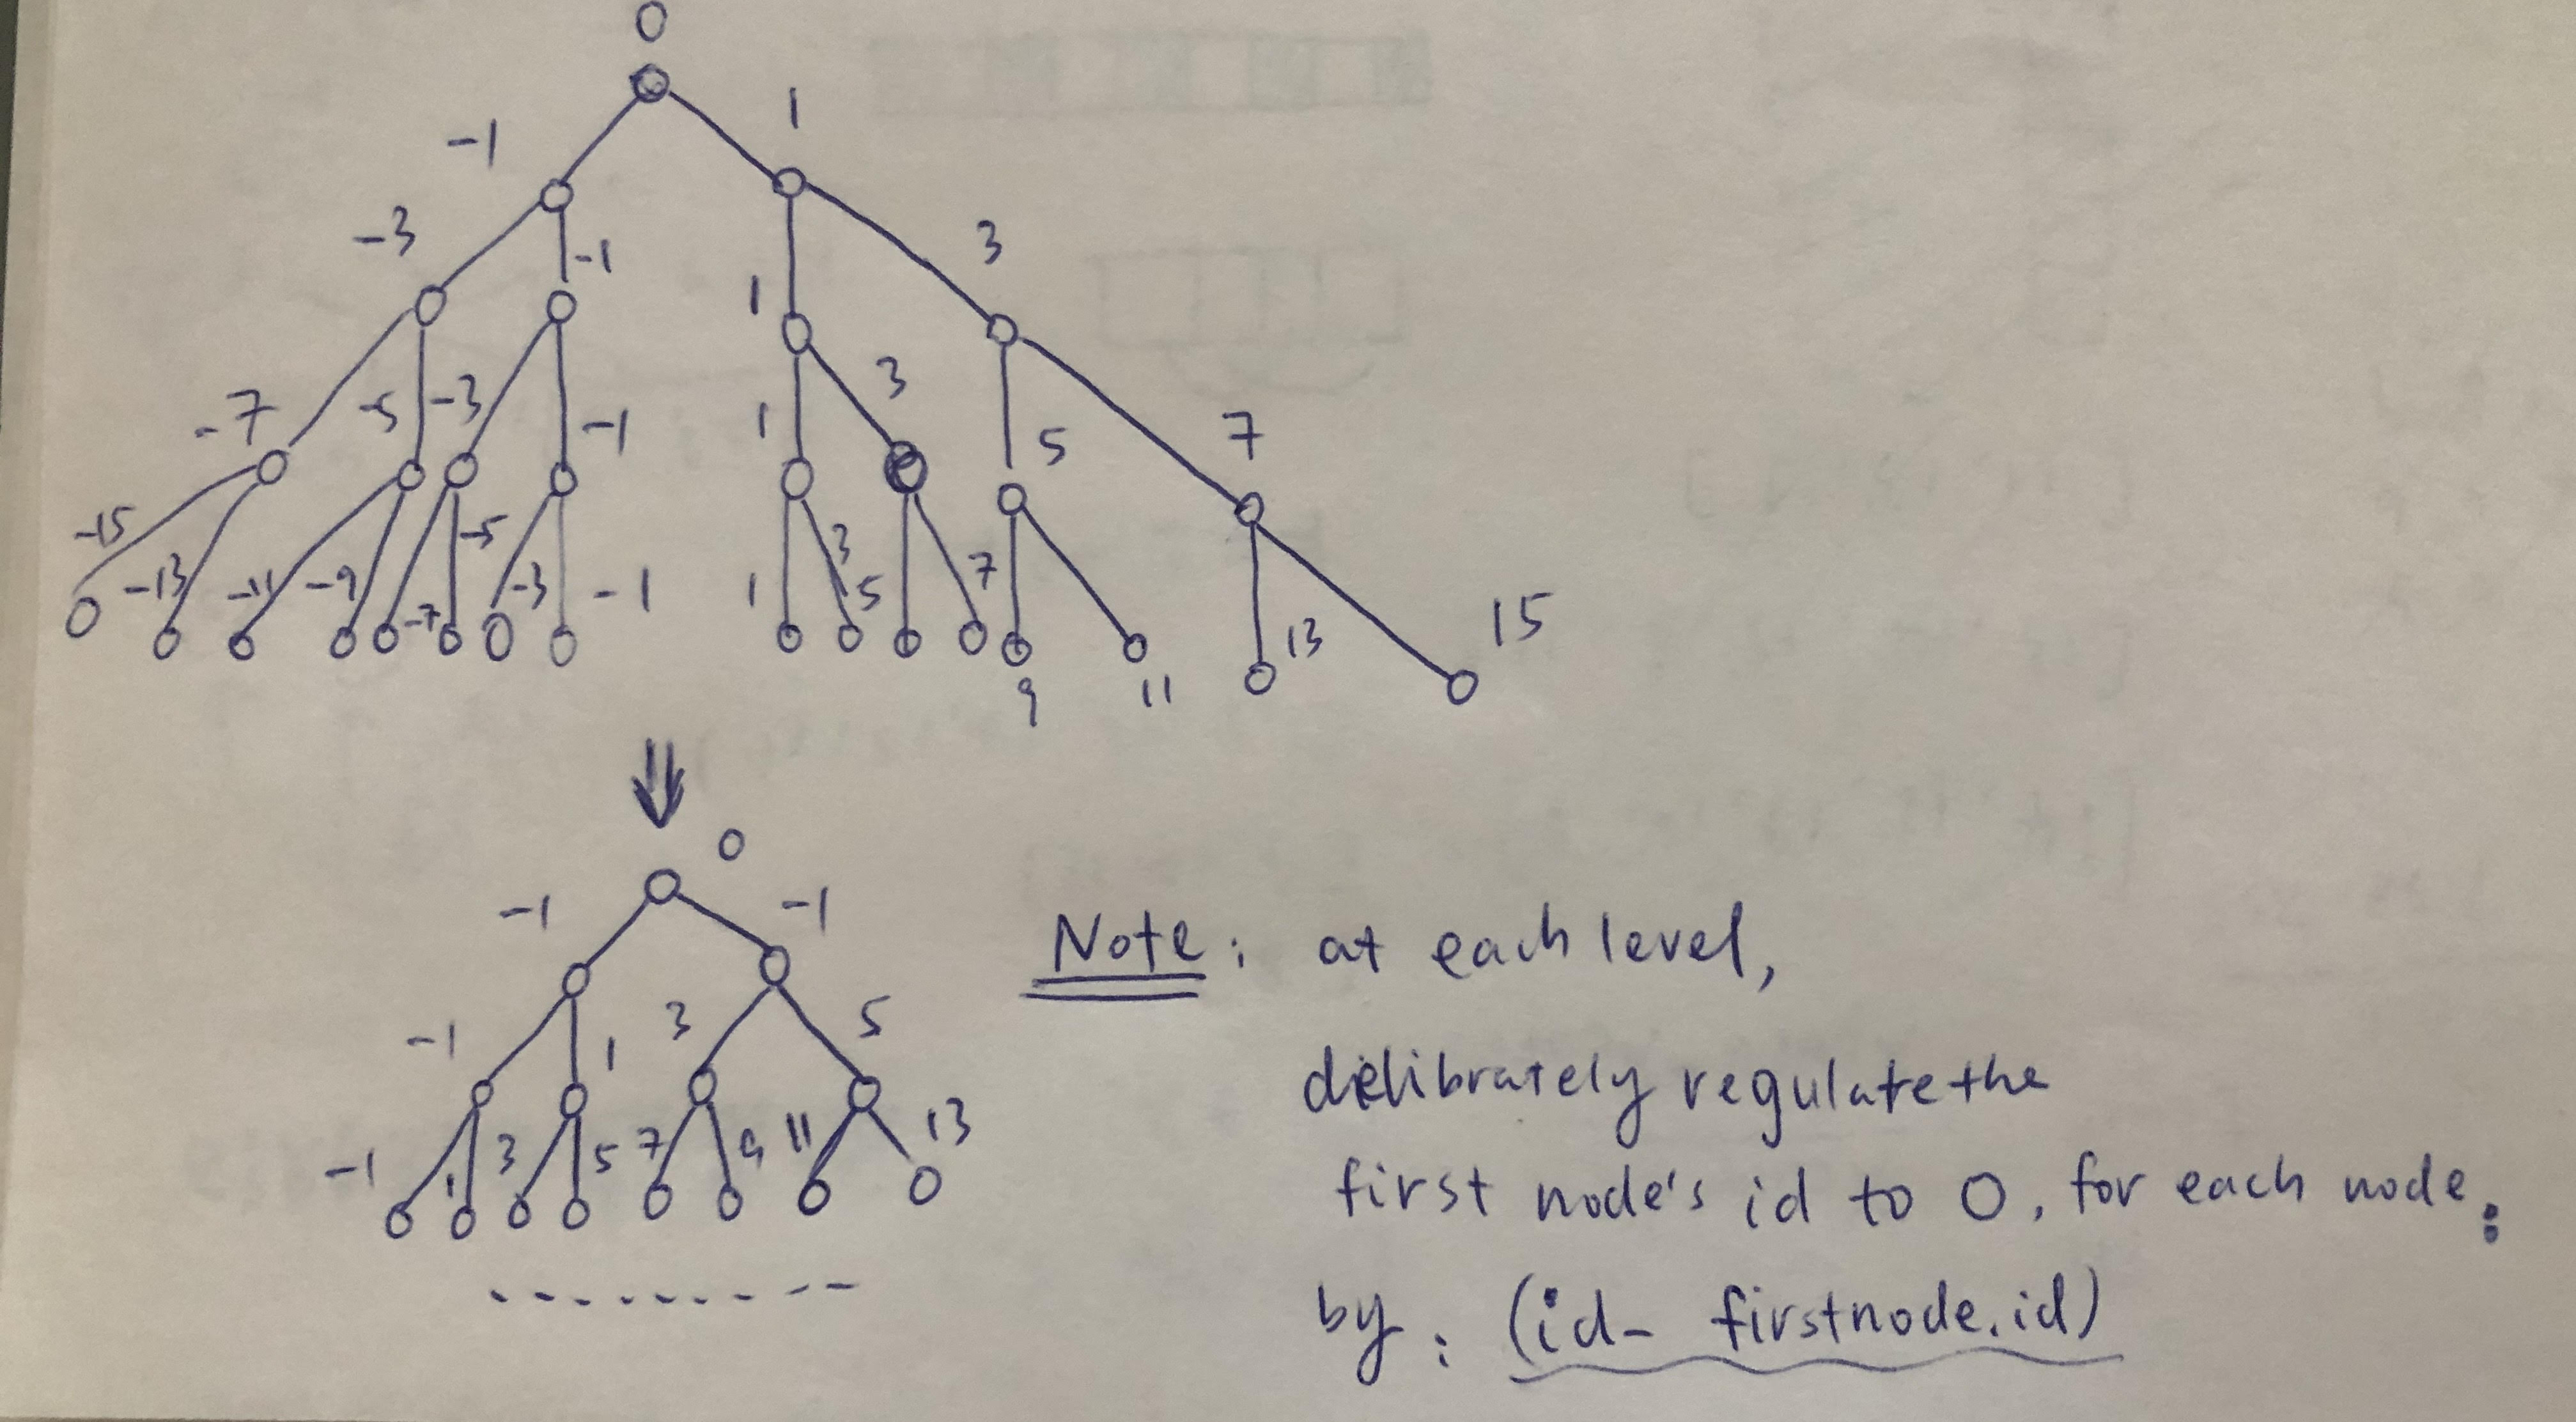 0
-1 1
-3 -1 1 3
-7 -5 -3 -1 1 3 5 7
-15 -13 -11 -9 -7 -5 -3 -1 1 3 5 7 9 11 13 15
0
-1 -1
-1 1 3 5
-1 1 3 5 7 9 11 13
Note: at each level,
delibrately regulate the
first node's id to 0, for each node:
by: (id- firstnode.id)